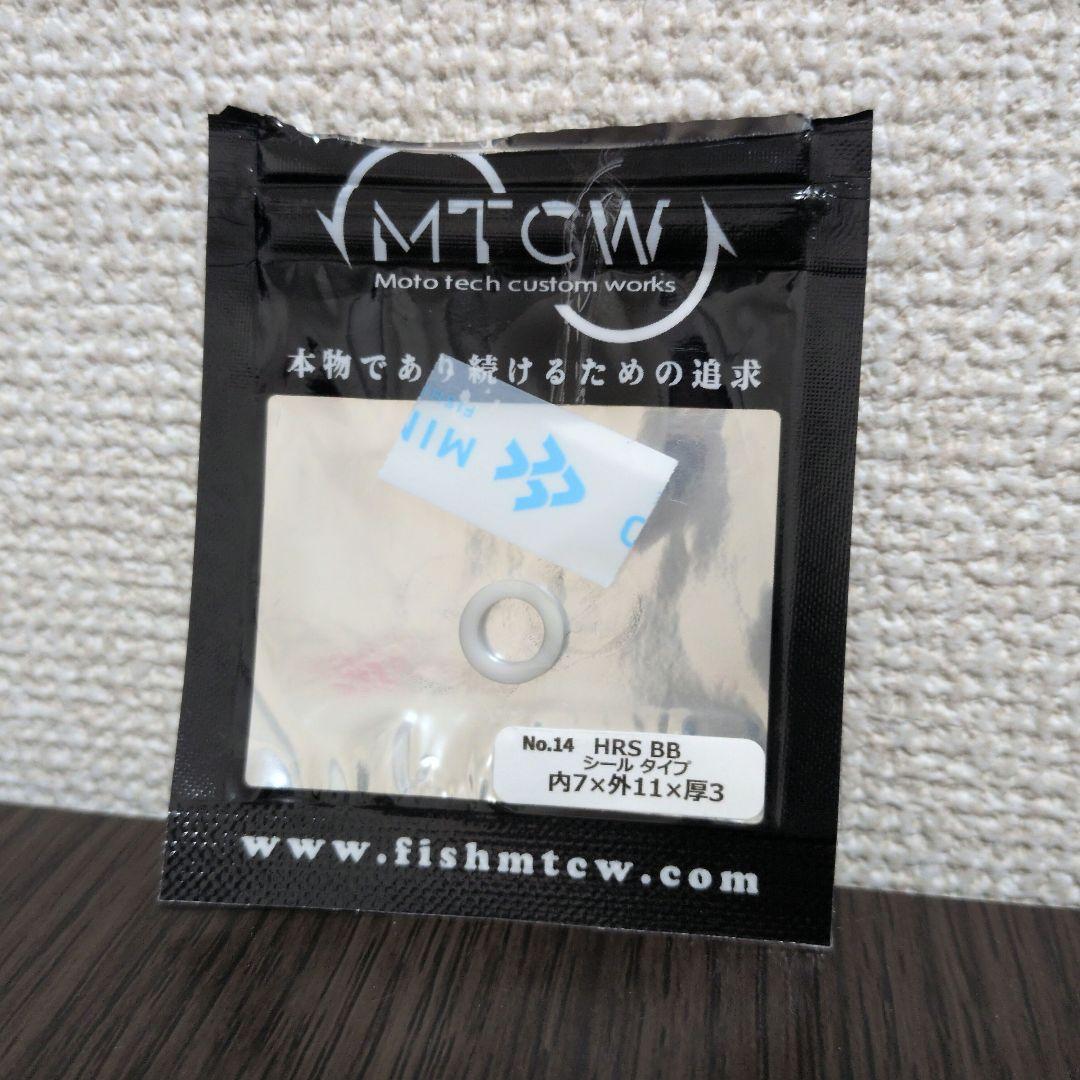 MTCW
Moto tech custom works
本物であり続けるための追求
MI
No.14 HRS BB
シール タイプ
内7×外11×厚3
www.fishmtcw.com